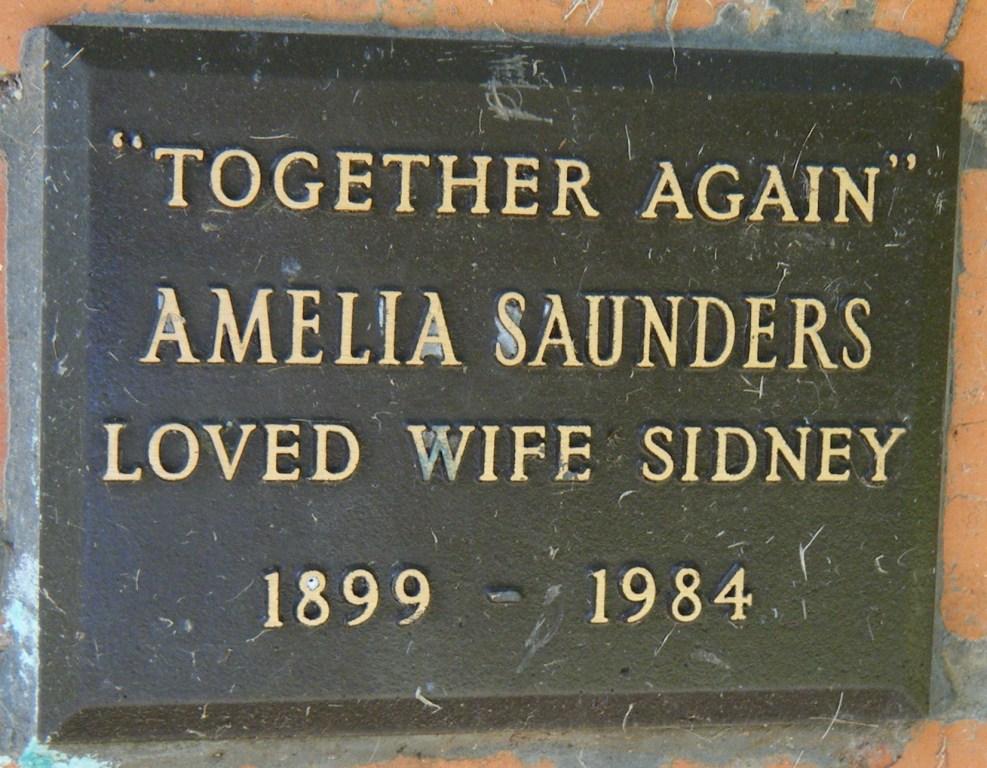 “TOGETHER AGAIN”
AMELIA SAUNDERS
LOVED WIFE SIDNEY
1899 - 1984